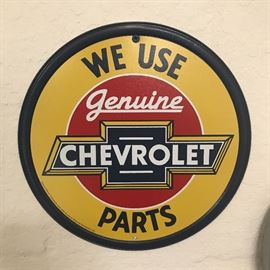 WE USE
Genuine
CHEVROLET
PARTS